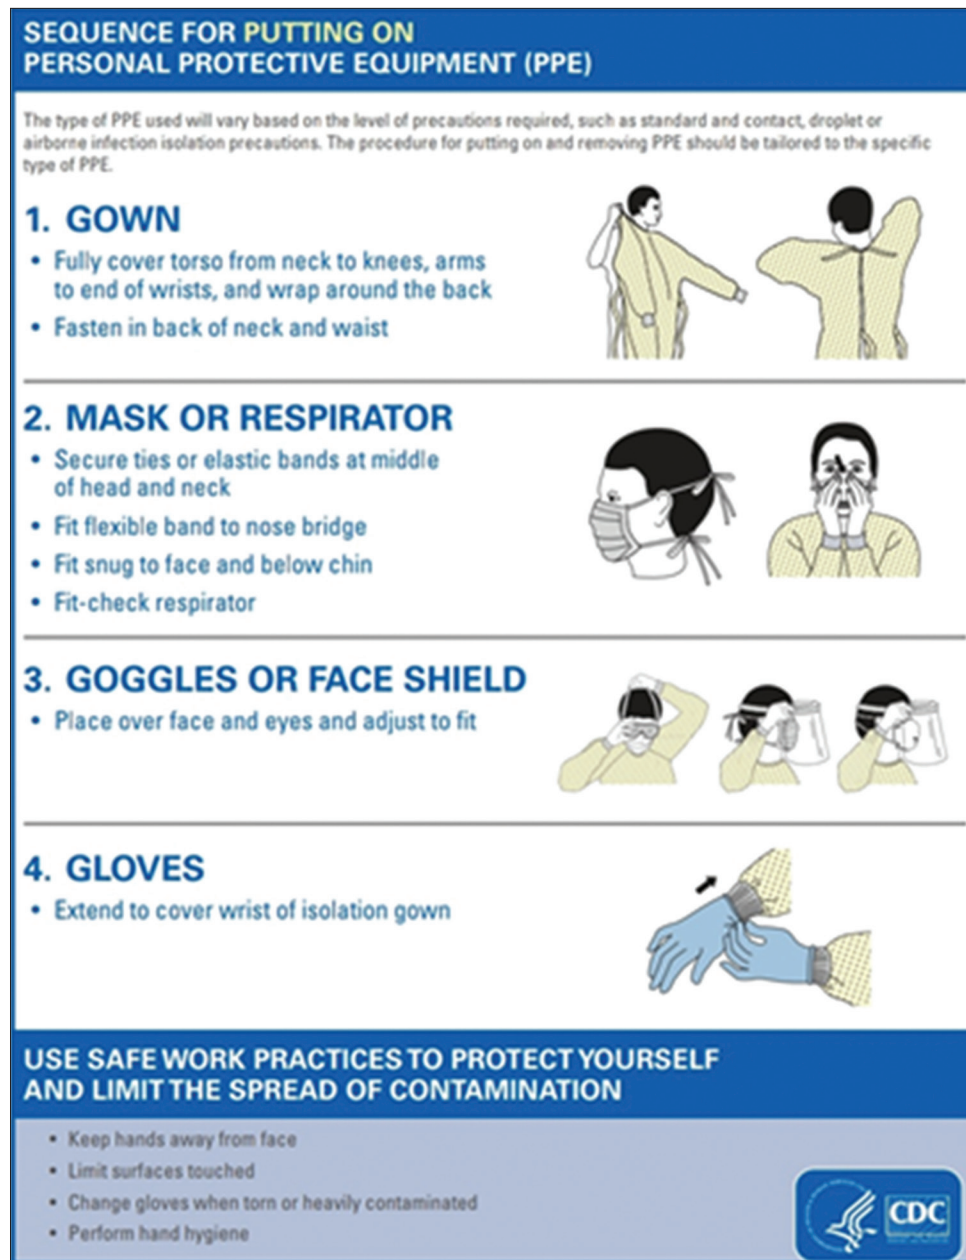 SEQUENCE FOR PUTTING ON
PERSONAL PROTECTIVE EQUIPMENT (PPE)
The type of PPE used will vary based on the level of precautions required, such as standard and contact, droplet or
airborne infection isolation precautions. The procedure for putting on and removing PPE should be tailored to the specific
type of PPE.
1. GOWN
• Fully cover torso from neck to knees, arms
to end of wrists, and wrap around the back
• Fasten in back of neck and waist
2. MASK OR RESPIRATOR
• Secure ties or elastic bands at middle
of head and neck
• Fit flexible band to nose bridge
• Fit snug to face and below chin
• Fit-check respirator
3. GOGGLES OR FACE SHIELD
• Place over face and eyes and adjust to fit
4. GLOVES
• Extend to cover wrist of isolation gown
USE SAFE WORK PRACTICES TO PROTECT YOURSELF
AND LIMIT THE SPREAD OF CONTAMINATION
• Keep hands away from face
• Limit surfaces touched
• Change gloves when torn or heavily contaminated
• Perform hand hygiene
CDC